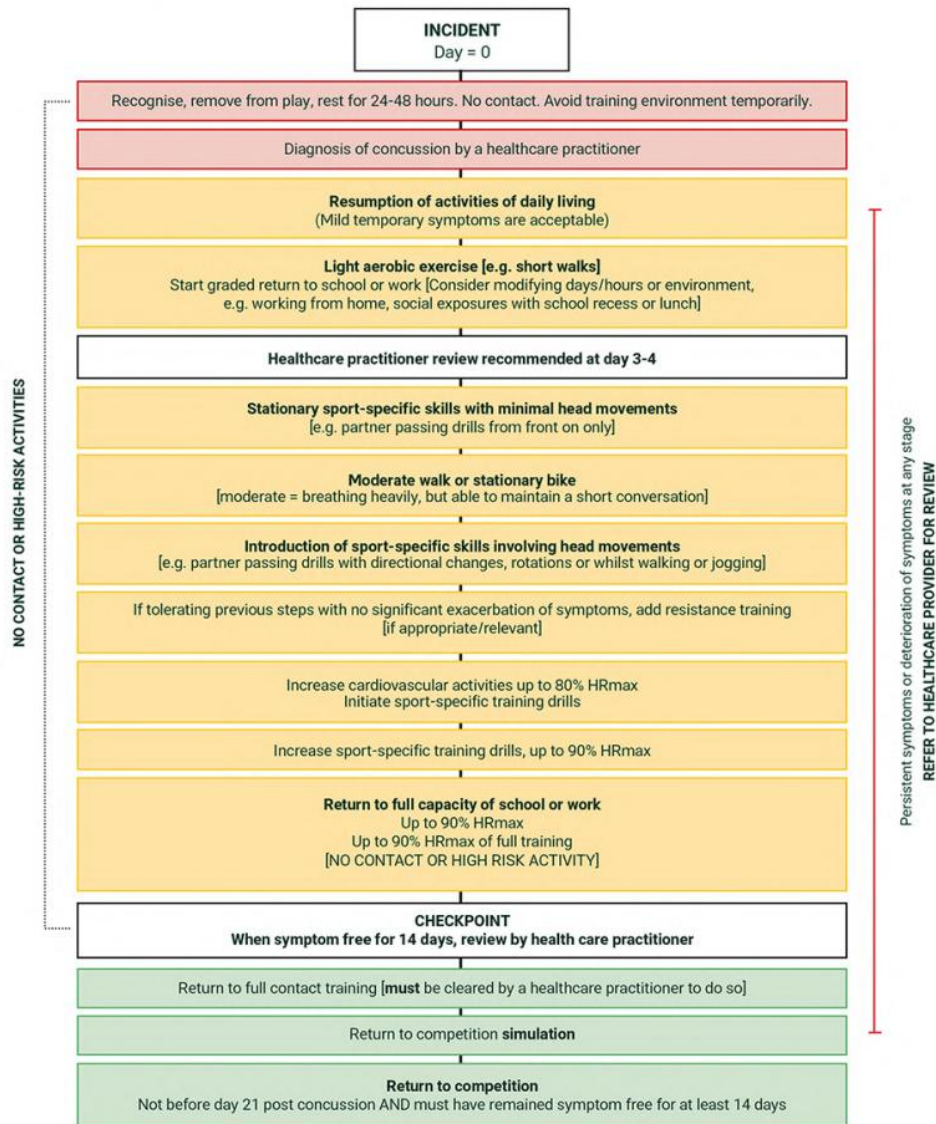 INCIDENT
Day = 0
Recognise, remove from play, rest for 24-48 hours. No contact. Avoid training environment temporarily.
Diagnosis of concussion by a healthcare practitioner
Resumption of activities of daily living
(Mild temporary symptoms are acceptable)
Light aerobic exercise [e.g. short walks]
Start graded return to school or work [Consider modifying days/hours or environment,
e.g. working from home, social exposures with school recess or lunch]
Healthcare practitioner review recommended at day 3-4
Stationary sport-specific skills with minimal head movements
[e.g. partner passing drills from front on only]
Moderate walk or stationary bike
[moderate = breathing heavily, but able to maintain a short conversation]
Introduction of sport-specific skills involving head movements
[e.g. partner passing drills with directional changes, rotations or whilst walking or jogging]
If tolerating previous steps with no significant exacerbation of symptoms, add resistance training
[if appropriate/relevant]
Increase cardiovascular activities up to 80% HRmax
Initiate sport-specific training drills
Increase sport-specific training drills, up to 90% HRmax
Return to full capacity of school or work
Up to 90% HRmax
Up to 90% HRmax of full training
[NO CONTACT OR HIGH RISK ACTIVITY]
CHECKPOINT
When symptom free for 14 days, review by health care practitioner
Return to full contact training [must be cleared by a healthcare practitioner to do so]
Return to competition simulation
Return to competition
Not before day 21 post concussion AND must have remained symptom free for at least 14 days
NO CONTACT OR HIGH-RISK ACTIVITIES
Persistent symptoms or deterioration of symptoms at any stage
REFER TO HEALTHCARE PROVIDER FOR REVIEW